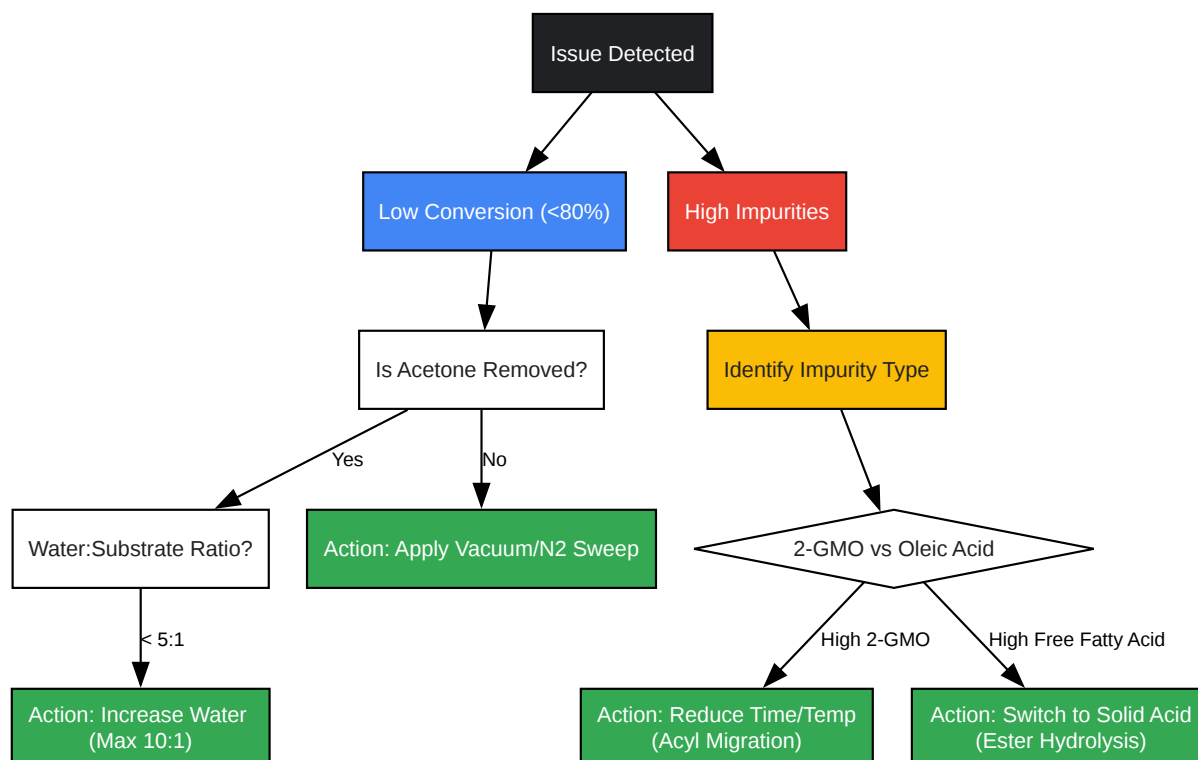 Issue Detected
Low Conversion (<80%)
High Impurities
Is Acetone Removed?
Identify Impurity Type
Yes
No
Water:Substrate Ratio?
Action: Apply Vacuum/N2 Sweep
2-GMO vs Oleic Acid
< 5:1
High 2-GMO
High Free Fatty Acid
Action: Increase Water
(Max 10:1)
Action: Reduce Time/Temp
(Acyl Migration)
Action: Switch to Solid Acid
(Ester Hydrolysis)